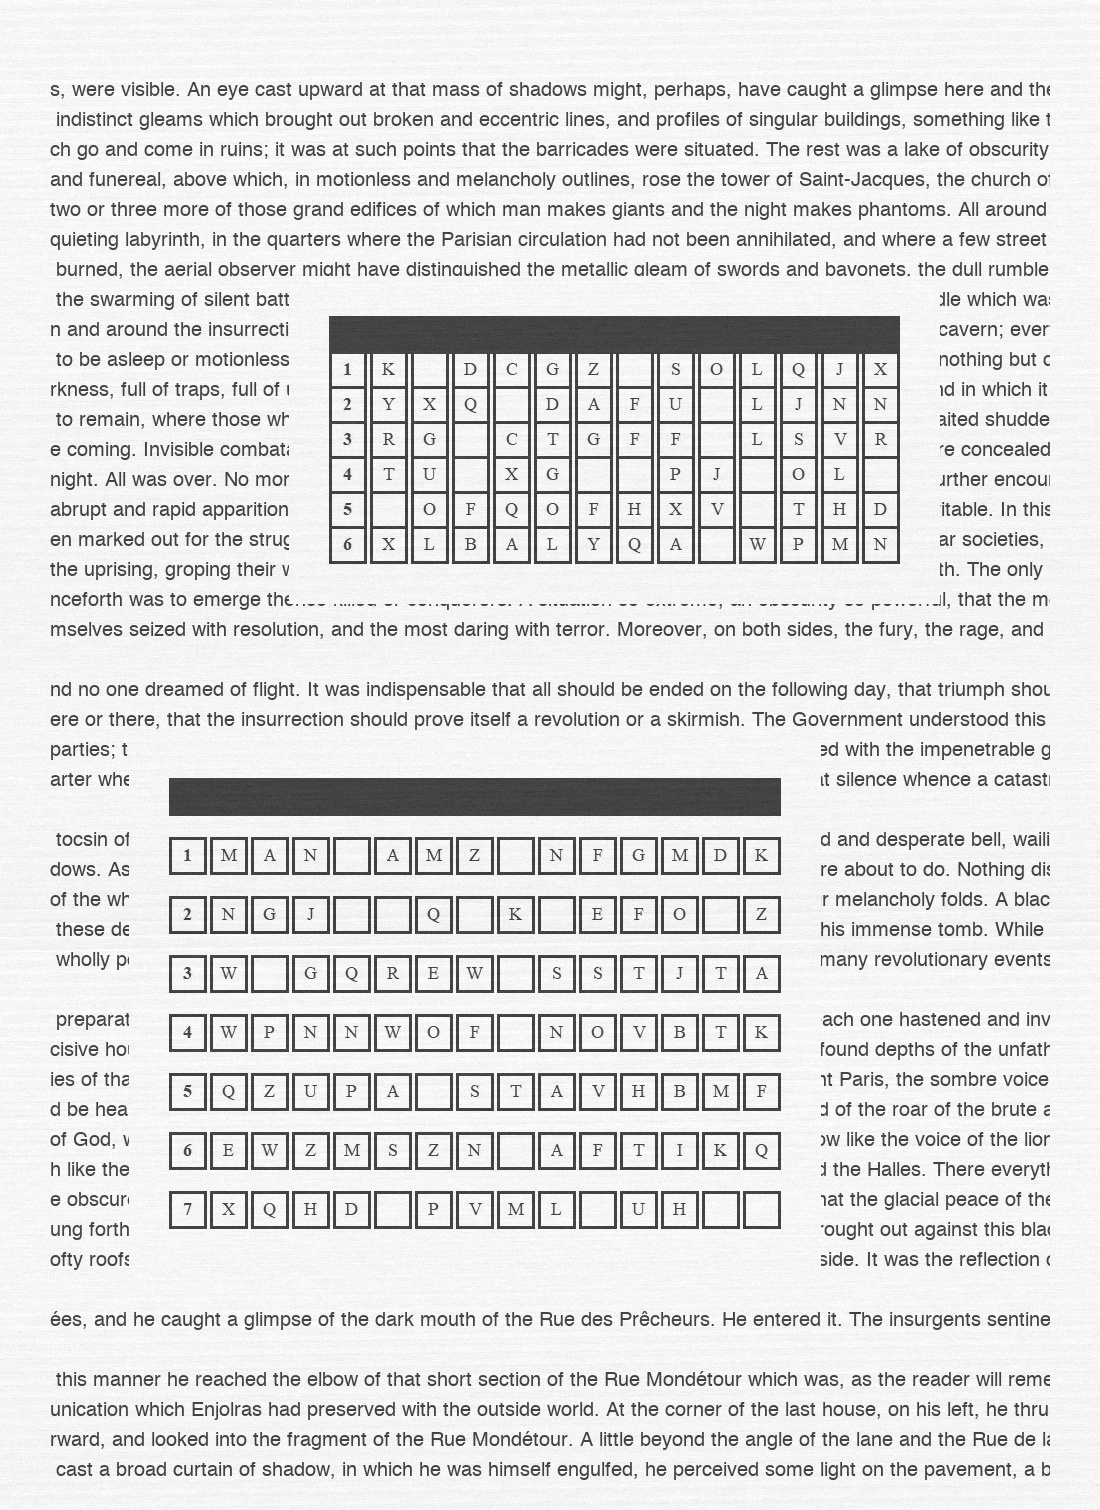 s, were visible. An eye cast upward at that mass of shadows might, perhaps, have caught a glimpse here and the
indistinct gleams which brought out broken and eccentric lines, and profiles of singular buildings, something like t
ch go and come in ruins; it was at such points that the barricades were situated. The rest was a lake of obscurity
and funereal, above which, in motionless and melancholy outlines, rose the tower of Saint-Jacques, the church of
two or three more of those grand edifices of which man makes giants and the night makes phantoms. All around
quieting labyrinth, in the quarters where the Parisian circulation had not been annihilated, and where a few street
burned, the aerial observer might have distinguished the metallic gleam of swords and bayonets, the dull rumble
the swarming of silent batt
n and around the insurrecti
to be asleep or motionless
rkness, full of traps, full of
to remain, where those wh
e coming. Invisible combat
night. All was over. No mor
abrupt and rapid apparition
en marked out for the strug
the uprising, groping their
1 K D C G Z S O L Q J X
2 Y X Q D A F U L J N N
3 R G C T G F F L S V R
4 T U X G P J O L
5 O F Q O F H X V T H D
6 X L B A L Y Q A W P M N
dle which was
cavern; ever
nothing but
nd in which it
aited shudde
re concealed
urther encou
itable. In this
ar societies,
th. The only
nceforth was to emerge thence killed or conquerors. A situation so extreme, an obscurity so powerful, that the m
mselves seized with resolution, and the most daring with terror. Moreover, on both sides, the fury, the rage, and
nd no one dreamed of flight. It was indispensable that all should be ended on the following day, that triumph shou
ere or there, that the insurrection should prove itself a revolution or a skirmish. The Government understood this
parties; t
arter whe
tocsin of
dows. As
of the wh
these de
wholly p
preparat
cisive hou
ies of tha
d be hea
of God,
h like the
e obscur
ung forth
ofty roofs
1 M A N A M Z N F G M D K
2 N G J Q K E F O Z
3 W G Q R E W S S T J T A
4 W P N N W O F N O V B T K
5 Q Z U P A S T A V H B M F
6 E W Z M S Z N A F T I K Q
7 X Q H D P V M L U H
ed with the impenetrable g
at silence whence a catast
d and desperate bell, waili
re about to do. Nothing dis
r melancholy folds. A blac
his immense tomb. While
many revolutionary events
ach one hastened and inv
found depths of the unfath
nt Paris, the sombre voice
d of the roar of the brute a
ow like the voice of the lion
d the Halles. There everyth
hat the glacial peace of the
rought out against this bla
side. It was the reflection
ées, and he caught a glimpse of the dark mouth of the Rue des Prêcheurs. He entered it. The insurgents sentine
this manner he reached the elbow of that short section of the Rue Mondétour which was, as the reader will reme
unication which Enjolras had preserved with the outside world. At the corner of the last house, on his left, he thru
rward, and looked into the fragment of the Rue Mondétour. A little beyond the angle of the lane and the Rue de la
cast a broad curtain of shadow, in which he was himself engulfed, he perceived some light on the pavement, a b